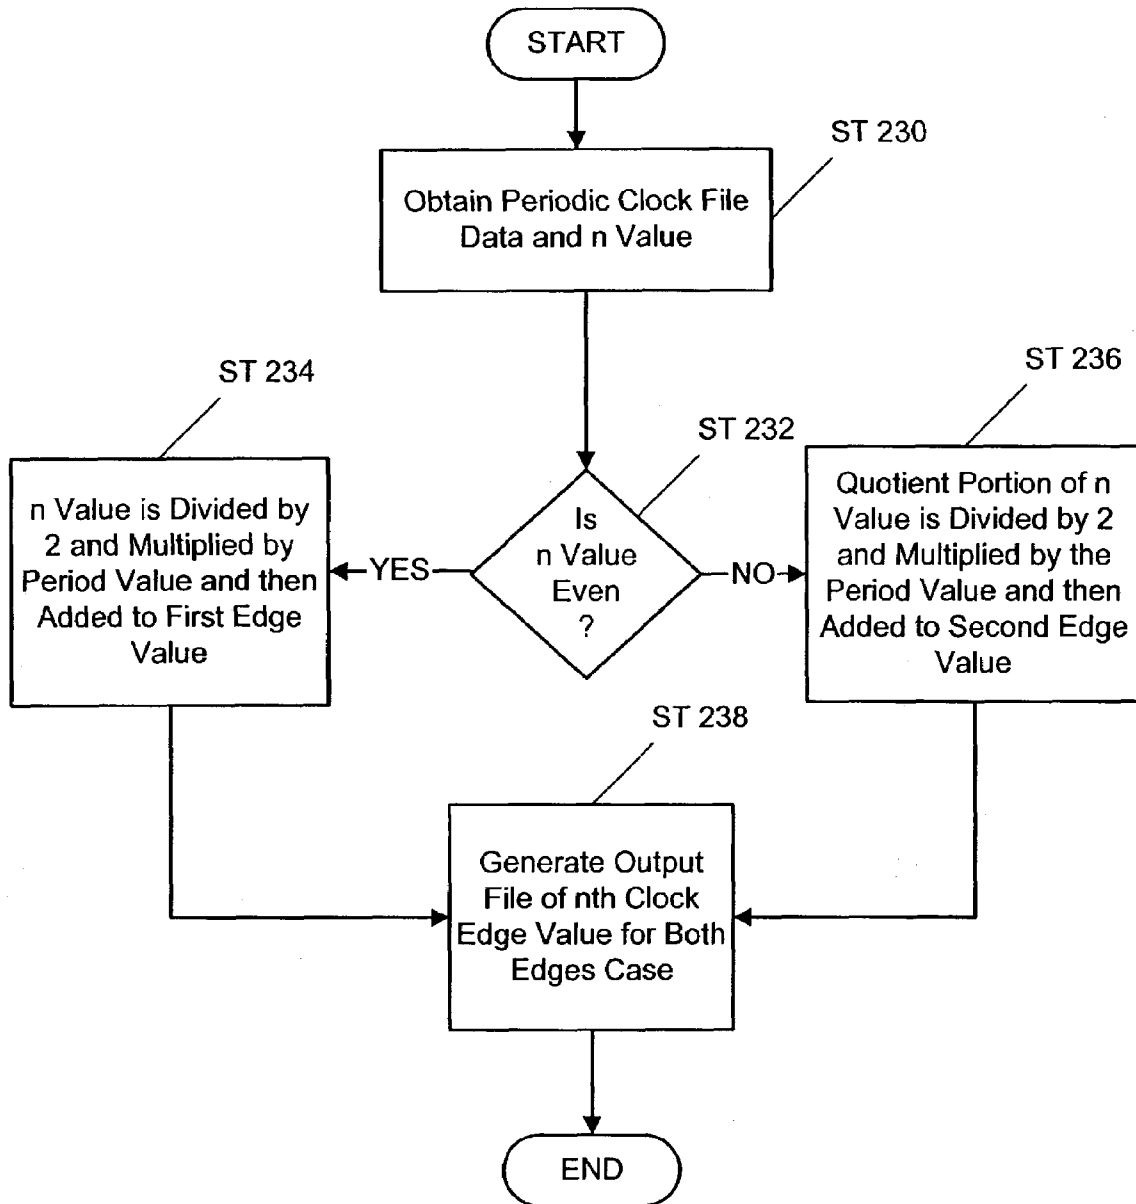 START
ST 230
Obtain Periodic Clock File
Data and n Value
ST 234
ST 236
ST 232
n Value is Divided by
2 and Multiplied by
Period Value and then
Added to First Edge
Value
YES
Is
n Value
Even
?
NO
Quotient Portion of n
Value is Divided by 2
and Multiplied by the
Period Value and then
Added to Second Edge
Value
ST 238
Generate Output
File of nth Clock
Edge Value for Both
Edges Case
END